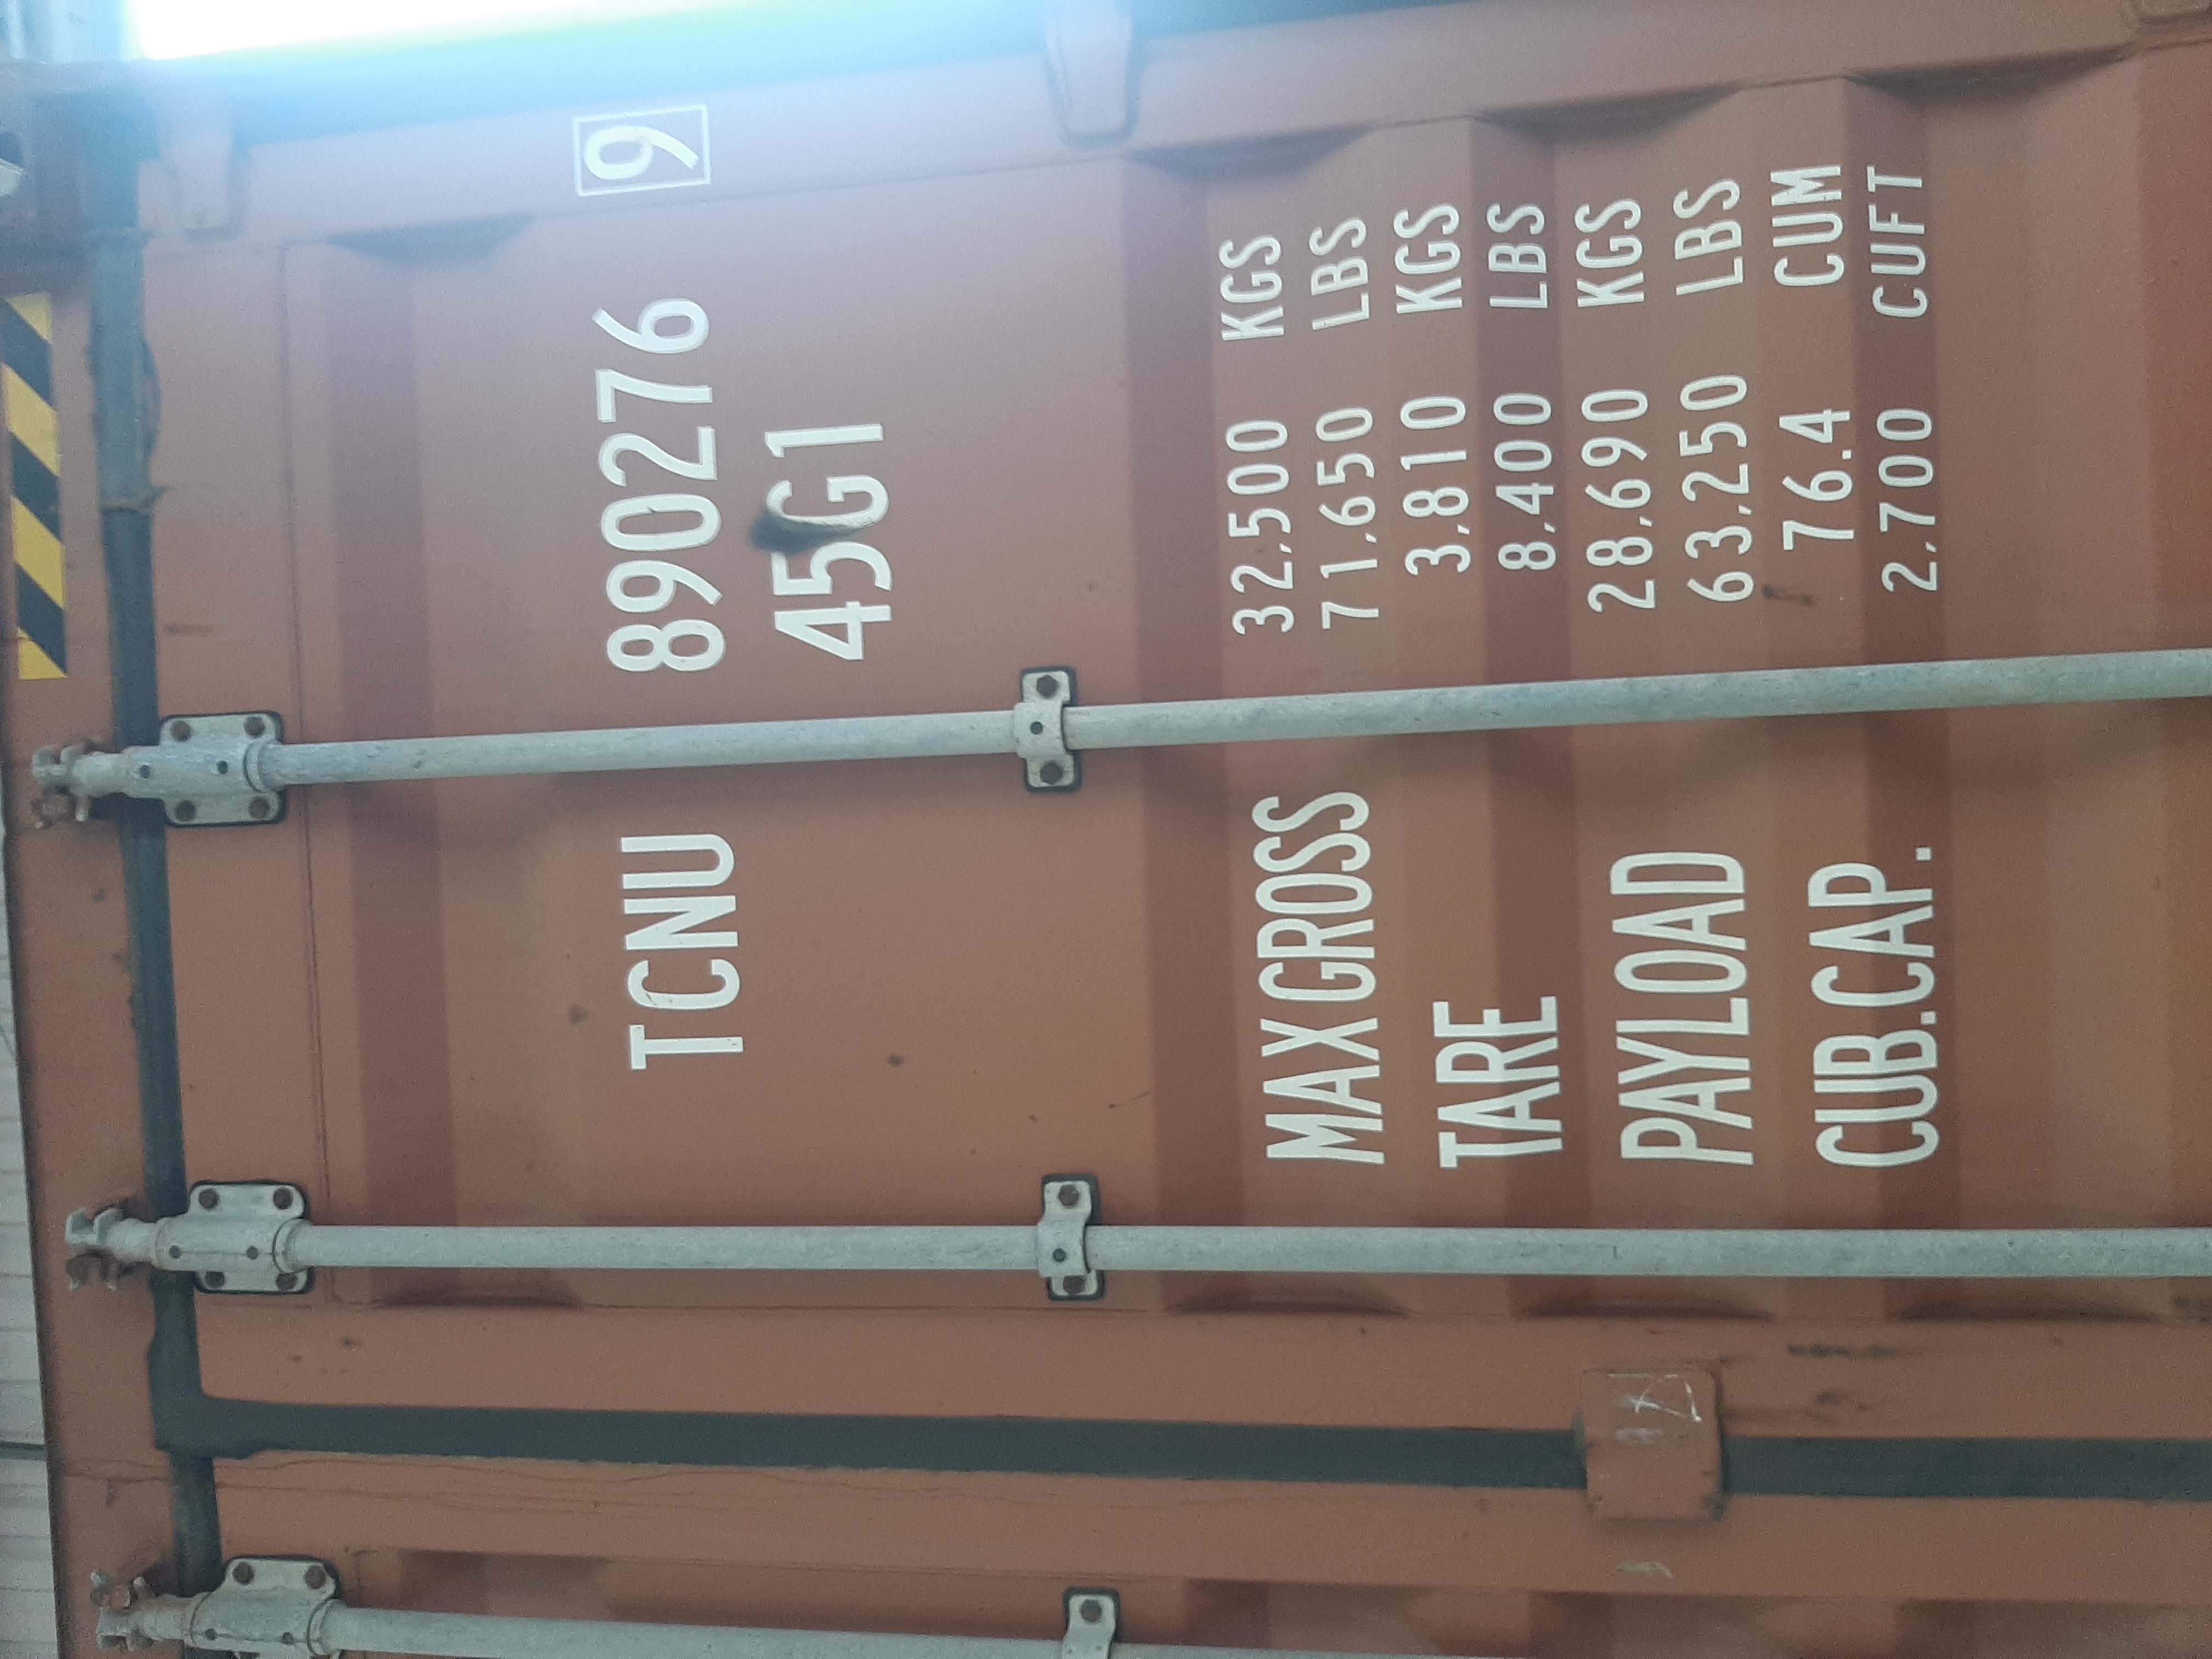 TCNU 890276 9
45G1
MAX GROSS 32,500 KGS
71,650 LBS
TARE 3,810 KGS
8,400 LBS
PAYLOAD 28,690 KGS
63,250 LBS
CUB.CAP. 76.4 CUM
2,700 CUFT